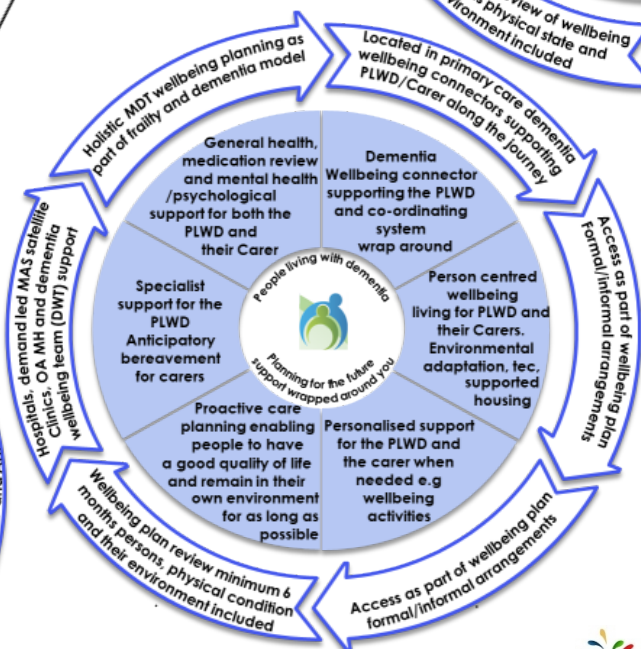 view of wellbeing
s physical state and
vironment included
Holistic MDT wellbeing planning as
part of frailty and dementia model
Located in primary care dementia
wellbeing connectors supporting
PLWD/Carer along the journey
Access as part of wellbeing plan
Formal/informal arrangements
Access as part of wellbeing plan
formal/informal arrangements
Wellbeing plan review minimum 6
months persons, physical condition
and their environment included
Hospitals, demand led MAS satellite
Clinics, OA MH and dementia
wellbeing team (DWT) support
General health,
medication review
and mental health
/psychological
support for both the
PLWD and
their Carer
Dementia
Wellbeing connector
supporting the PLWD
and co-ordinating
system
wrap around
Person centred
wellbeing
living for PLWD and
their Carers.
Environmental
adaptation, tec,
supported
housing
Personalised support
for the PLWD and
the carer when
needed e.g
wellbeing
activities
Proactive care
planning enabling
people to have
a good quality of life
and remain in their
own environment
for as long as
possible
Specialist
support for the
PLWD
Anticipatory
bereavement
for carers
People living with dementia
Planning for the future
support wrapped around you